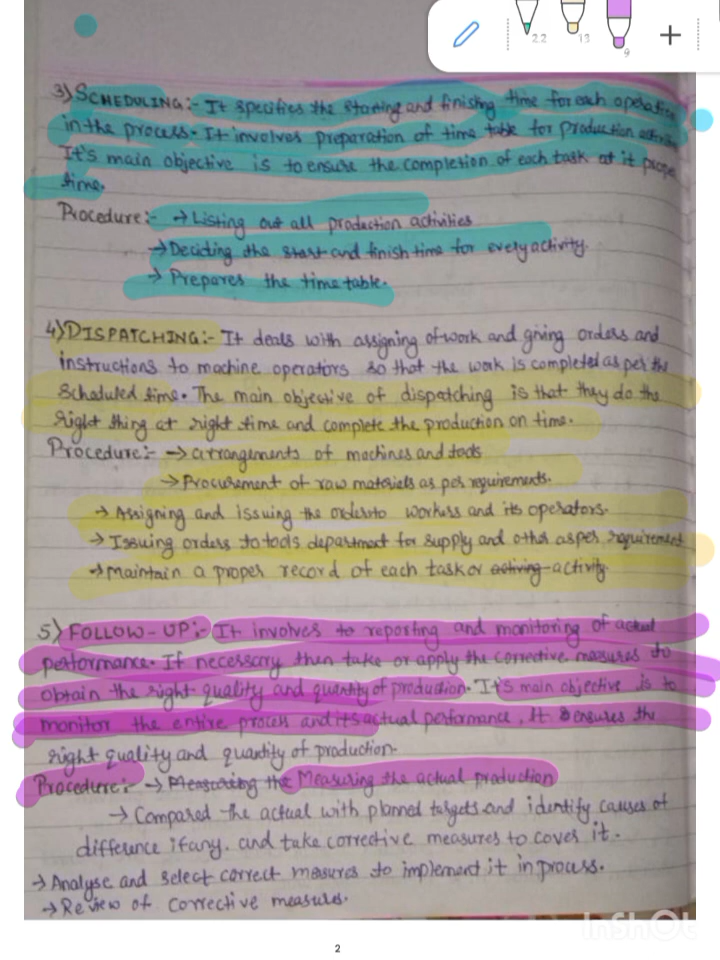 22
13
9
3) SCHEDULING:- It specifies the starting and finishing time for each operation
in the process. It involves preparation of time table for production
It's main objective is to ensure the completion of each task at it prope
time.
Procedure:- → Listing out all production activities
→ Deciding the start and finish time for every activity.
→ Prepares the time table.
4) DISPATCHING:- It deals with assigning of work and giving orders and
instructions to machine operators so that the work is completed as per the
scheduled time. The main objective of dispatching is that they do the
right thing at right time and complete the production on time.
Procedure:- → arrangements of machines and tools
→ Procurement of raw materials as per requirements.
→ Assigning and issuing the orders to workers and its operators.
→ Issuing orders to tools department for supply and other as per requirement
→ Maintain a proper record of each task or activing activity.
5) FOLLOW-UP:- It involves to reporting and monitoring of actual
performance. If necessary then take or apply the corrective measures to
obtain the right quality and quantity of production. It's main objective is to
monitor the entire process and its actual performance. It ensures the
right quality and quantity of production.
Procedure:- → Measuring the Measuring the actual production
→ Compared the actual with planned targets and identify causes of
difference if any. and take corrective measures to cover it.
→ Analyse and select correct measures to implement it in process.
→ Review of corrective measures.
InShOt
2